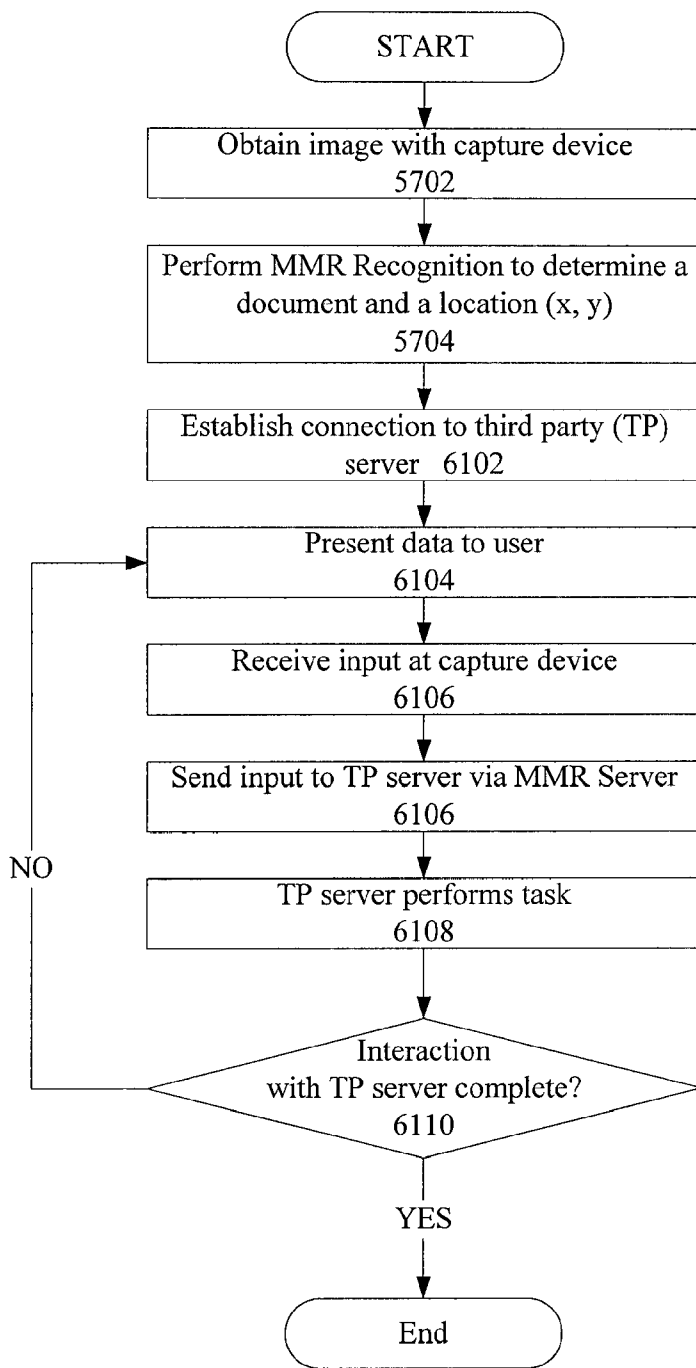 START
Obtain image with capture device
5702
Perform MMR Recognition to determine a
document and a location (x, y)
5704
Establish connection to third party (TP)
server 6102
Present data to user
6104
Receive input at capture device
6106
Send input to TP server via MMR Server
6106
TP server performs task
6108
NO
Interaction
with TP server complete?
6110
YES
End